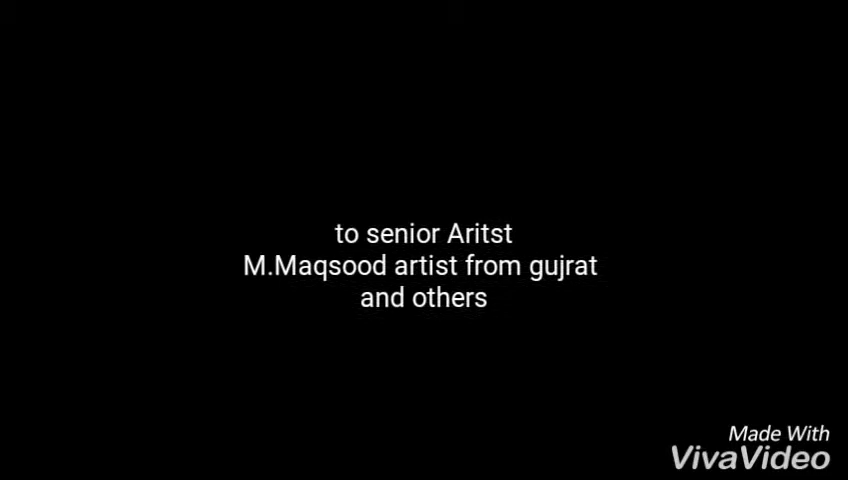 to senior Aritst
M.Maqsood artist from gujrat
and others
Made With
VivaVideo